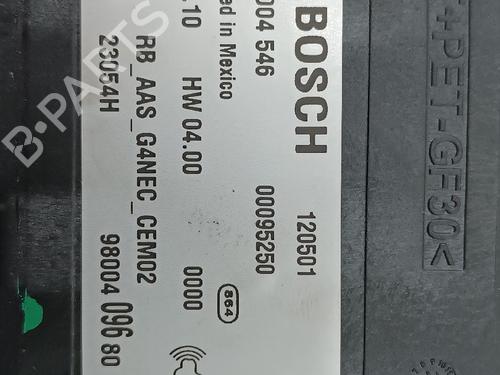 BOSCH 120501
004 546 00095250
ed in Mexico
.10 HW 04.00 0000
RB_AAS_G4NEC_CEM02
23054H 98004 096 80
864
+PET-GF30<
B-PARTS